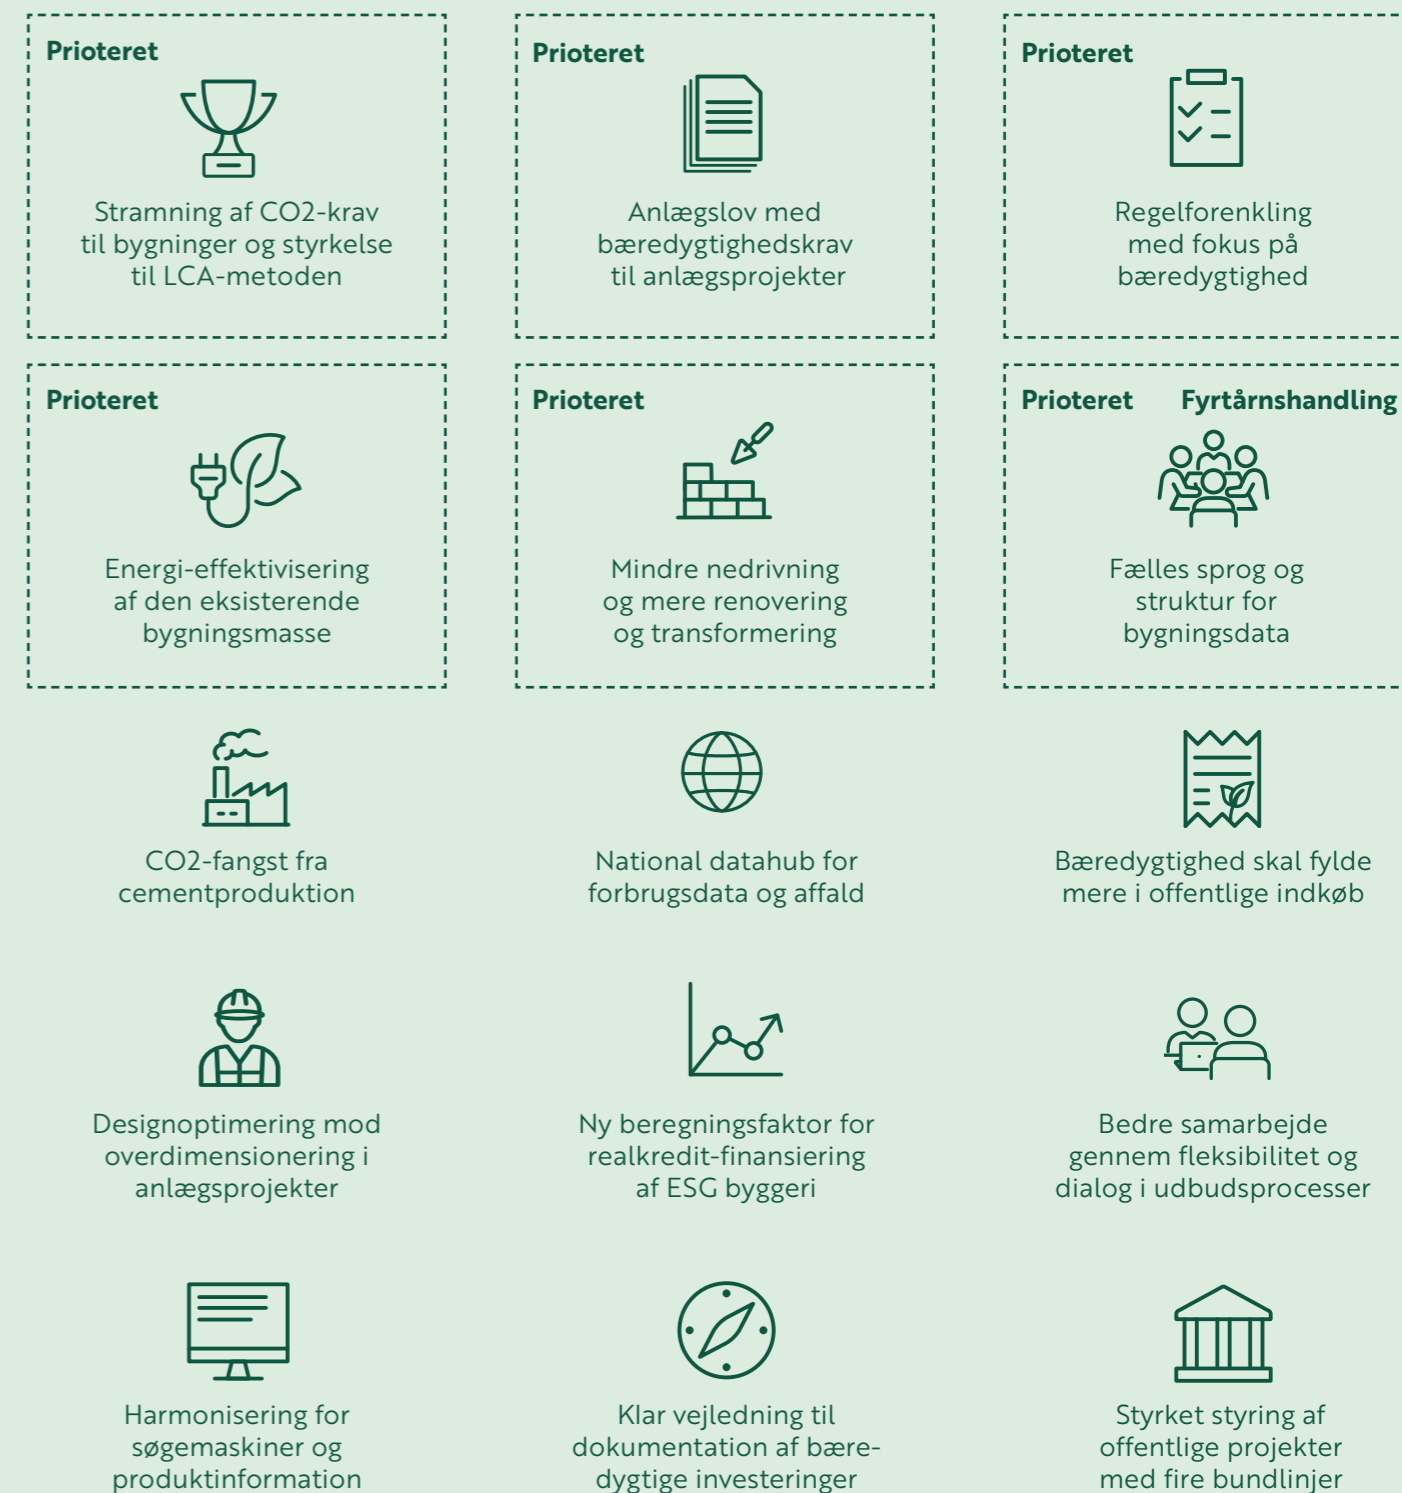 Prioteret
Stramning af CO2-krav
til bygninger og styrkelse
til LCA-metoden
Prioteret
Anlægslov med
bæredygtighedskrav
til anlægsprojekter
Prioteret
Regelforenkling
med fokus på
bæredygtighed
Prioteret
Energi-effektivisering
af den eksisterende
bygningsmasse
Prioteret
Mindre nedrivning
og mere renovering
og transformering
Prioteret Fyrtårnshandling
Fælles sprog og
struktur for
bygningsdata
CO2-fangst fra
cementproduktion
National datahub for
forbrugsdata og affald
Bæredygtighed skal fylde
mere i offentlige indkøb
Designoptimering mod
overdimensionering i
anlægsprojekter
Ny beregningsfaktor for
realkredit-finansiering
af ESG byggeri
Bedre samarbejde
gennem fleksibilitet og
dialog i udbudsprocesser
Harmonisering for
søgemaskiner og
produktinformation
Klar vejledning til
dokumentation af bære-
dygtige investeringer
Styrket styring af
offentlige projekter
med fire bundlinjer